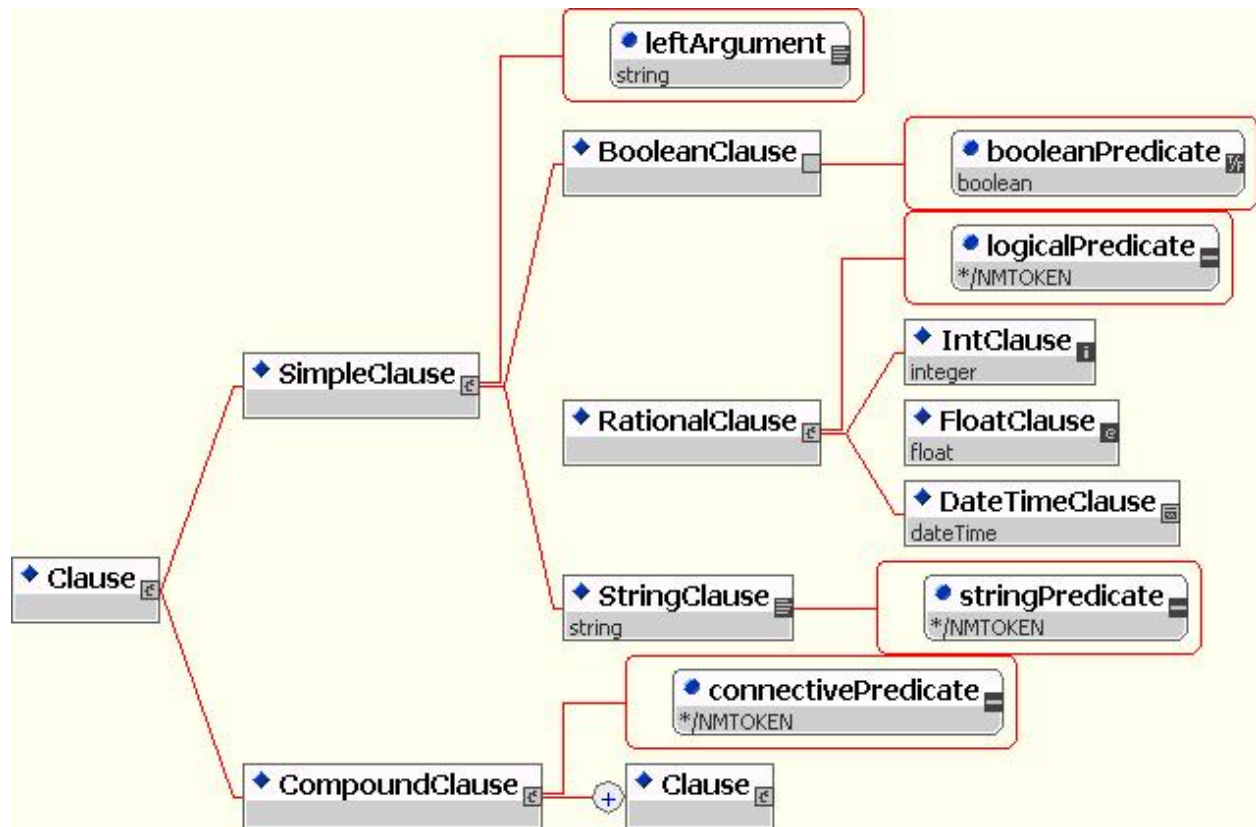 leftArgument
string
BooleanClause
booleanPredicate
boolean
logicalPredicate
*/NMTOKEN
SimpleClause
IntClause
integer
RationalClause
FloatClause
float
DateTimeClause
dateTime
Clause
StringClause
string
stringPredicate
*/NMTOKEN
connectivePredicate
*/NMTOKEN
CompoundClause
+
Clause